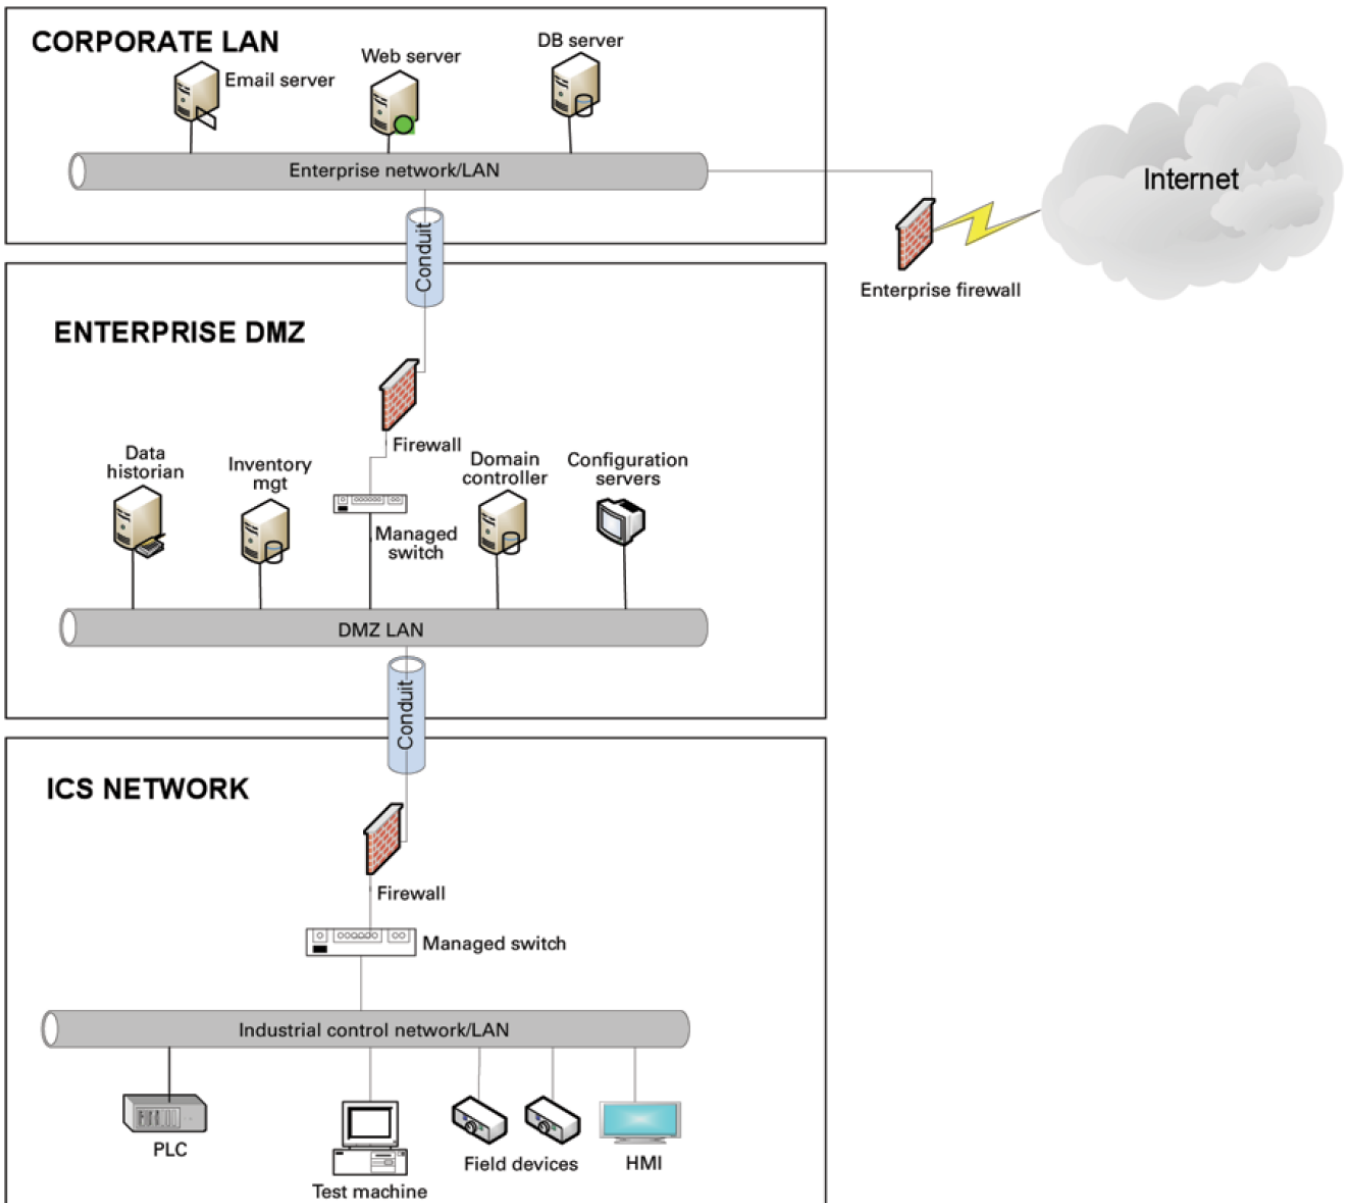 CORPORATE LAN
Email server
Web server
DB server
Enterprise network/LAN
Internet
Conduit
Enterprise firewall
ENTERPRISE DMZ
Firewall
Data
historian
Inventory
mgt
Managed
switch
Domain
controller
Configuration
servers
DMZ LAN
Conduit
ICS NETWORK
Firewall
Managed switch
Industrial control network/LAN
PLC
Test machine
Field devices
HMI